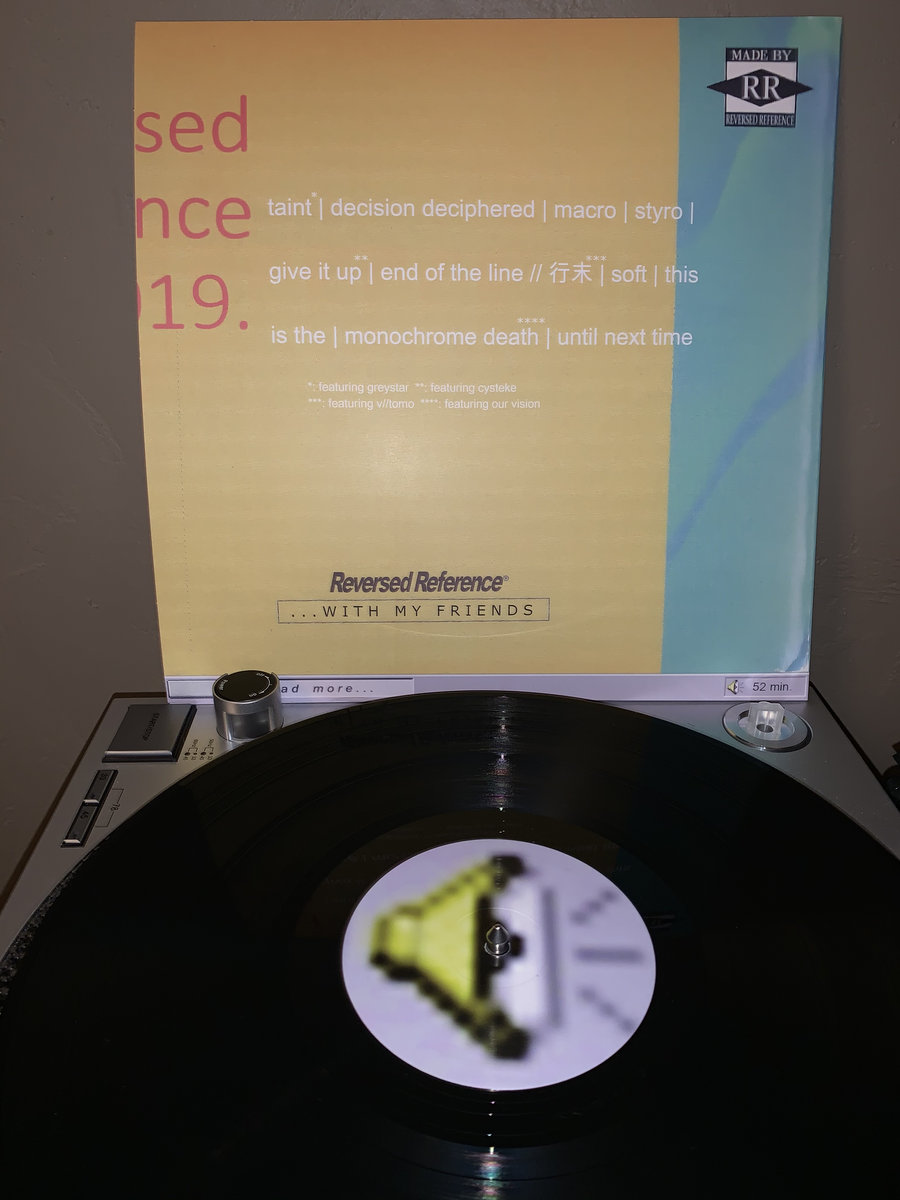 MADE BY
RR
REVERSED REFERENCE
sed
nce
19.
taint* | decision deciphered | macro | styro |
give it up** | end of the line // 行末*** | soft | this
is the | monochrome death**** | until next time
*: featuring greystar **: featuring cysteke
***: featuring v//tomo ****: featuring our vision
Reversed Reference®
...WITH MY FRIENDS
ad more...
52 min.